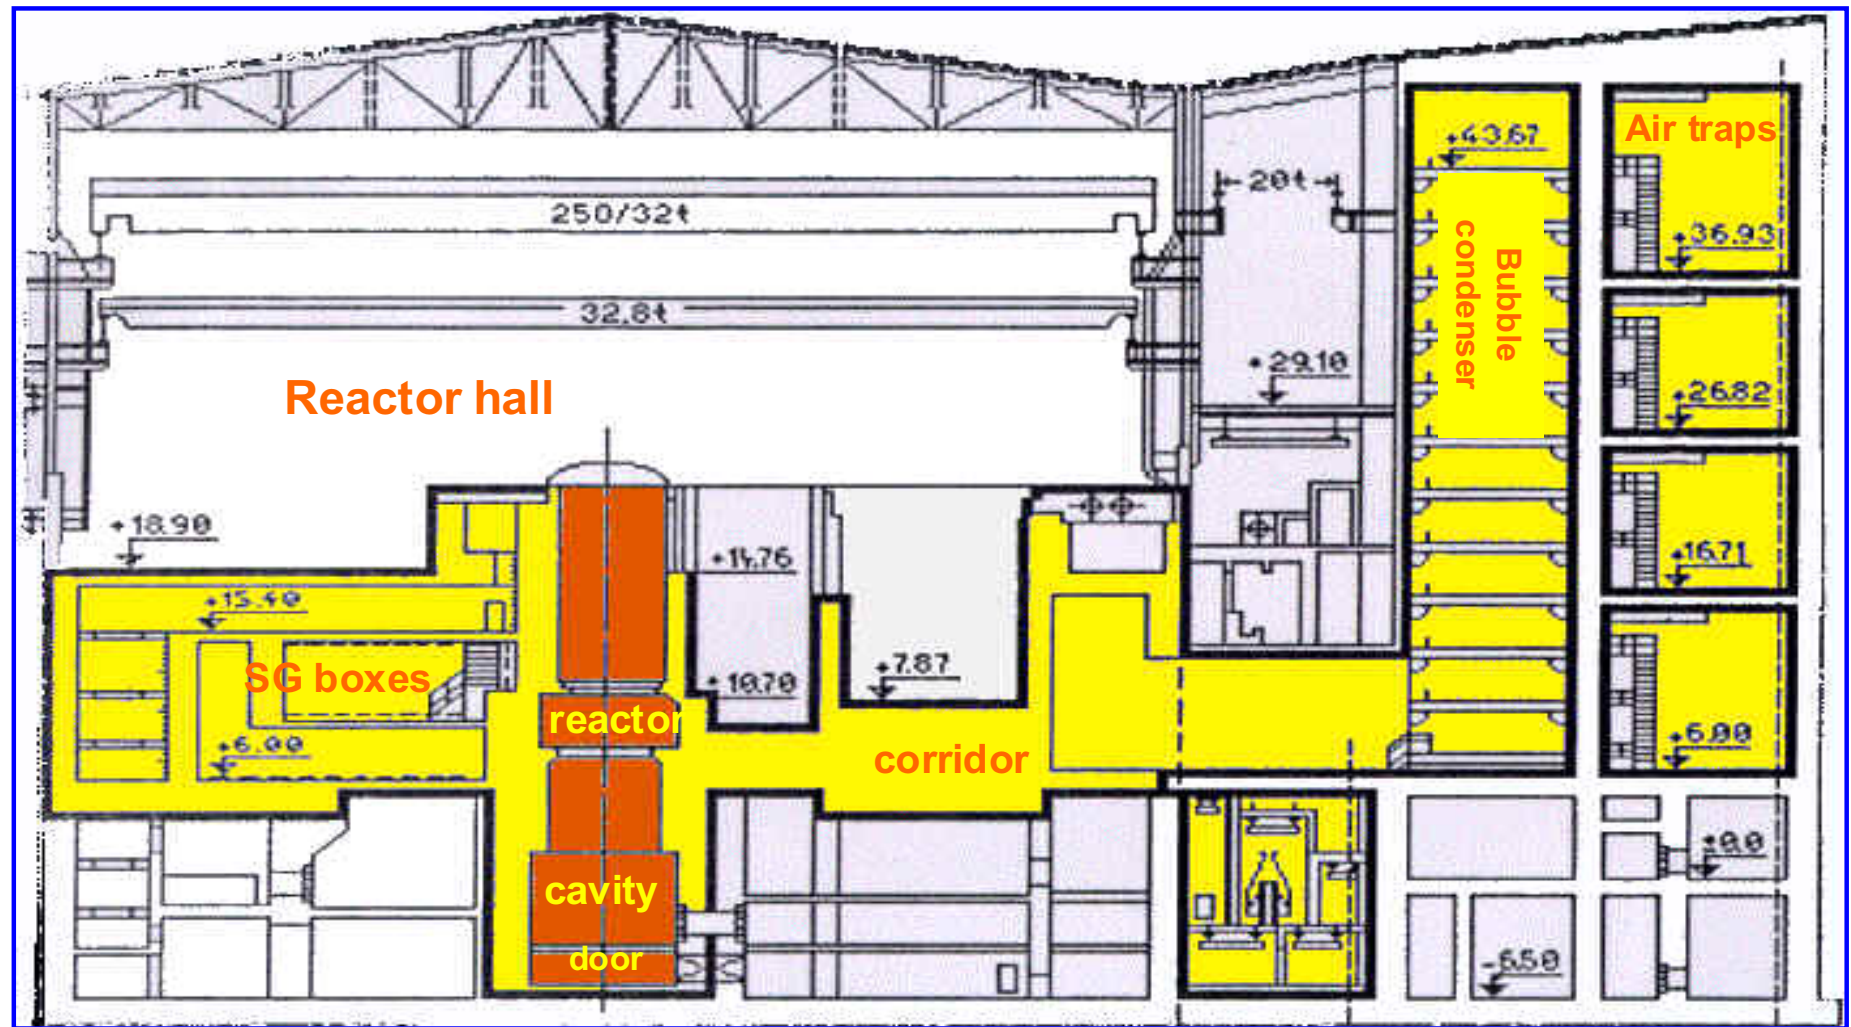 Air traps
+43.67
20t
250/32t
+36.93
Bubble
condenser
32.8t
+29.10
+26.82
Reactor hall
+18.90
+14.76
+16.71
+15.40
SG boxes
+7.87
+10.70
reactor
+6.00
corridor
+6.00
+0.0
cavity
door
-6.50